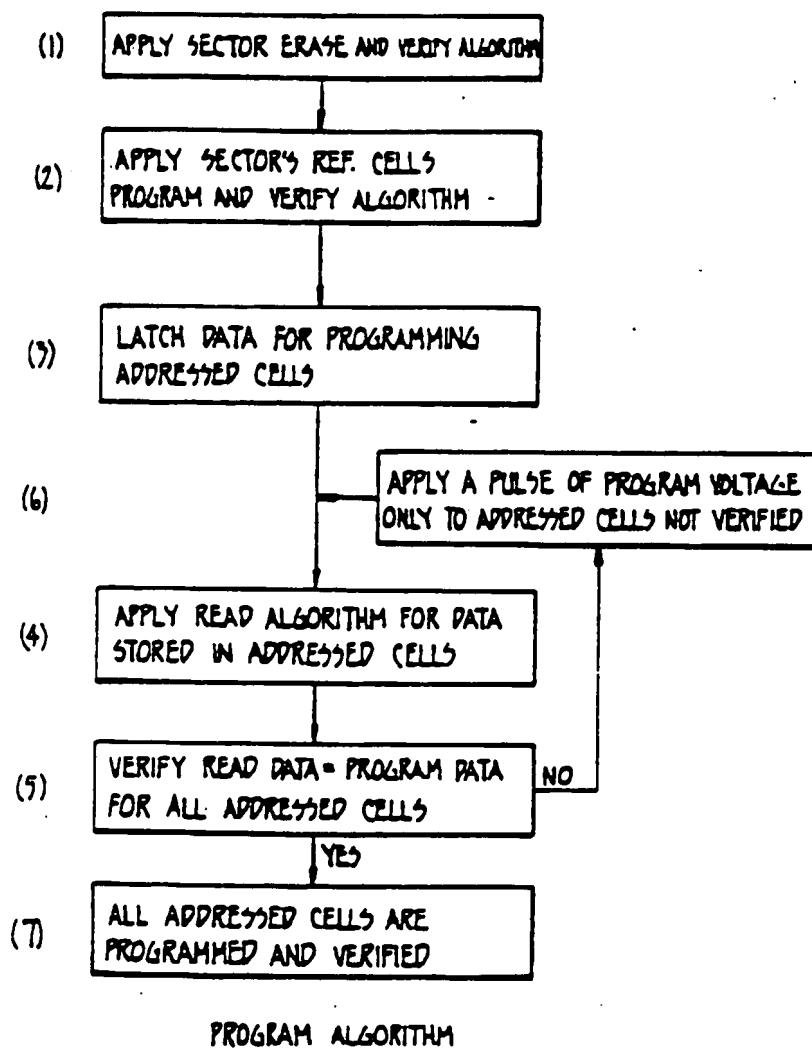 (1)
APPLY SECTOR ERASE AND VERIFY ALGORITHM
(2)
APPLY SECTOR'S REF. CELLS
PROGRAM AND VERIFY ALGORITHM
(3)
LATCH DATA FOR PROGRAMMING
ADDRESSED CELLS
(6)
APPLY A PULSE OF PROGRAM VOLTAGE
ONLY TO ADDRESSED CELLS NOT VERIFIED
(4)
APPLY READ ALGORITHM FOR DATA
STORED IN ADDRESSED CELLS
(5)
VERIFY READ DATA = PROGRAM DATA
FOR ALL ADDRESSED CELLS
NO
YES
(7)
ALL ADDRESSED CELLS ARE
PROGRAMMED AND VERIFIED
PROGRAM ALGORITHM